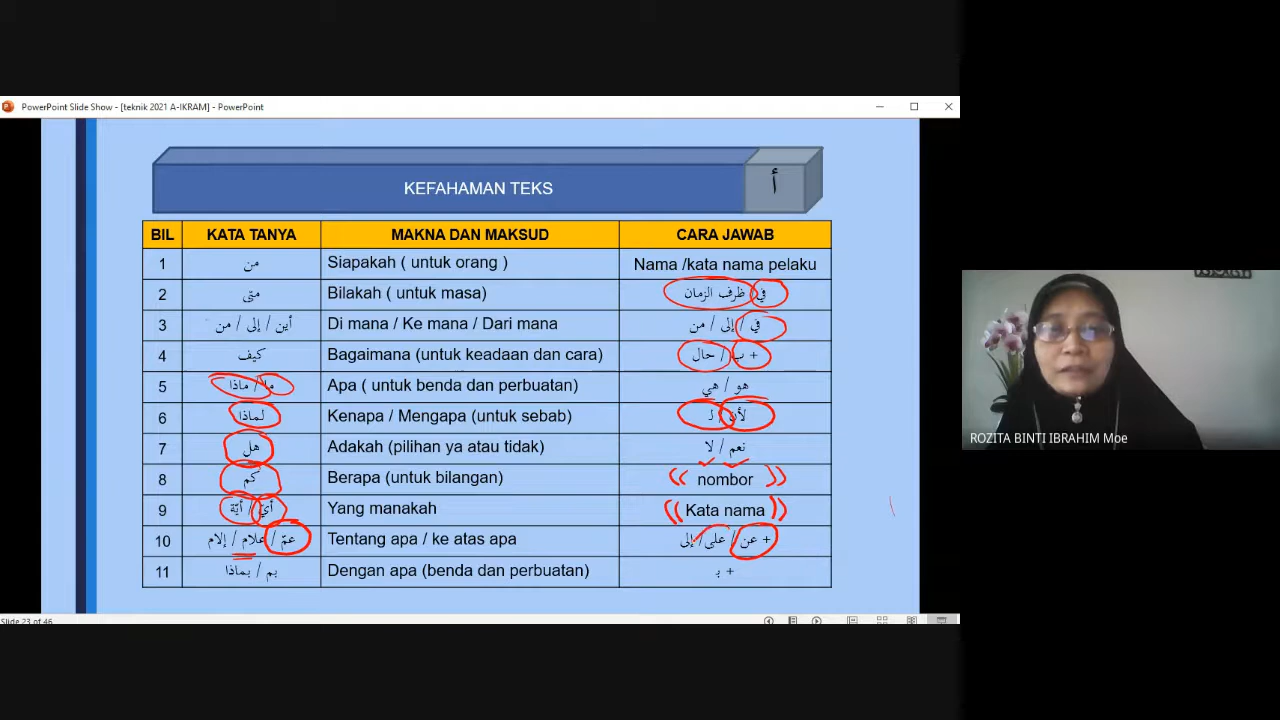 PowerPoint Slide Show - [teknik 2021 A-IKRAM] - PowerPoint
KEFAHAMAN TEKS
أ
BIL KATA TANYA MAKNA DAN MAKSUD CARA JAWAB
1 من Siapakah ( untuk orang ) Nama /kata nama pelaku
2 متى Bilakah ( untuk masa) في / ظرف الزمان
3 أين / إلى / من Di mana / Ke mana / Dari mana في / إلى / من
4 كيف Bagaimana (untuk keadaan dan cara) + ب / حال
5 ما / ماذا Apa ( untuk benda dan perbuatan) هو / هي
6 لماذا Kenapa / Mengapa (untuk sebab) لأن / لـ
7 هل Adakah (pilihan ya atau tidak) نعم / لا
8 كم Berapa (untuk bilangan) nombor
9 أيّ / أيّة Yang manakah Kata nama
10 عمّ / علام / إلام Tentang apa / ke atas apa + عن / على / إلى
11 بم / بماذا Dengan apa (benda dan perbuatan) + بـ
Slide 23 of 46
ROZITA BINTI IBRAHIM Moe